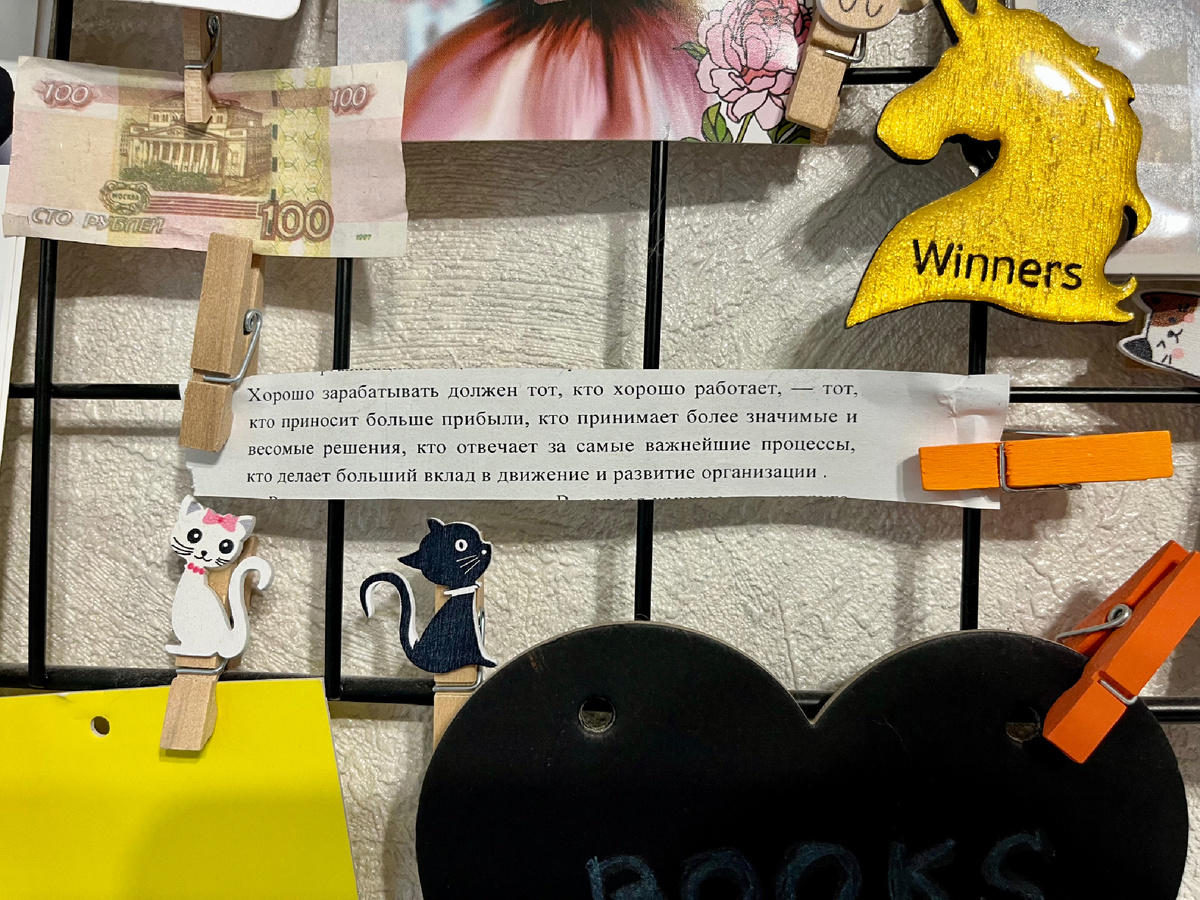 100
100
МОСКВА
СТО РУБЛЕЙ
100
1997
Winners
Хорошо зарабатывать должен тот, кто хорошо работает, — тот,
кто приносит больше прибыли, кто принимает более значимые и
весомые решения, кто отвечает за самые важнейшие процессы,
кто делает больший вклад в движение и развитие организации .
BOOKS